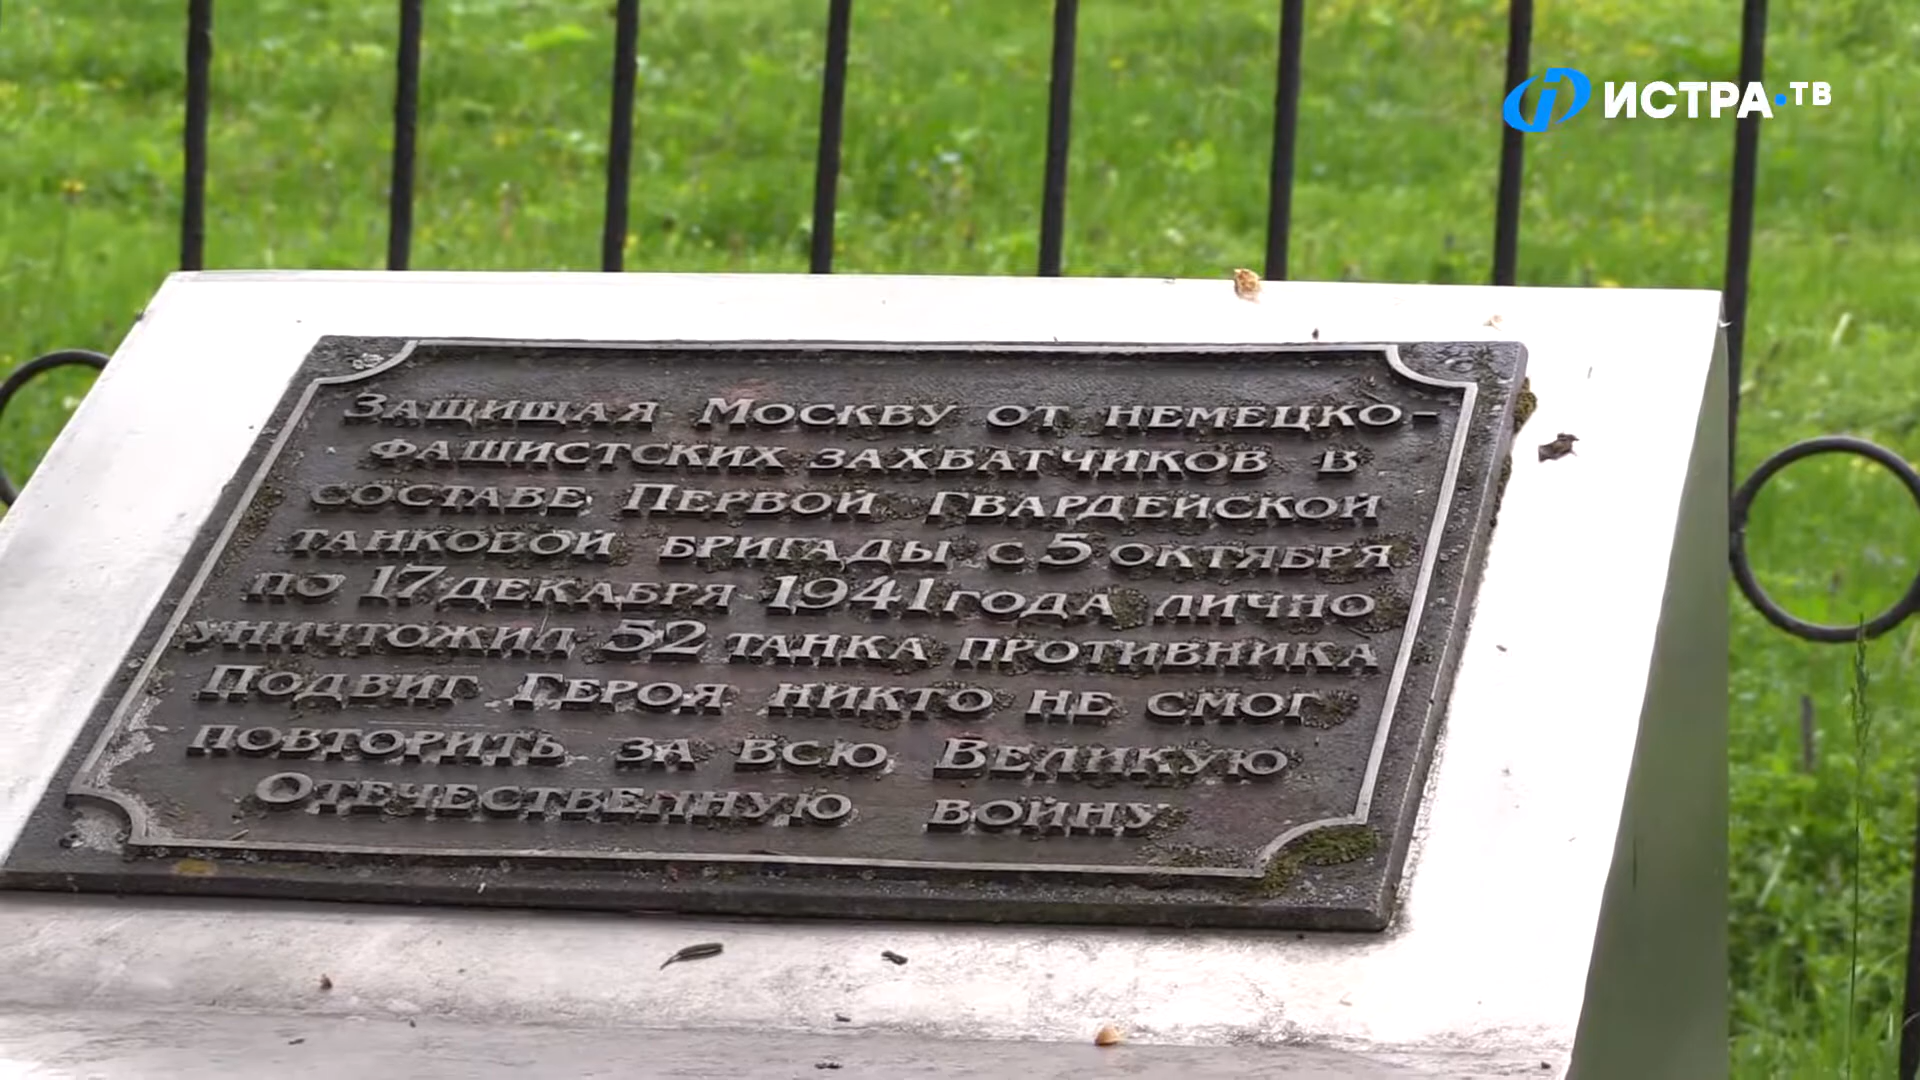 ИСТРА.ТВ
Защищая Москву от немецко-
фашистских захватчиков в
составе Первой гвардейской
танковой бригады с 5 октября
по 17 декабря 1941 года лично
уничтожил 52 танка противника
Подвиг Героя никто не смог
повторить за всю Великую
Отечественную войну